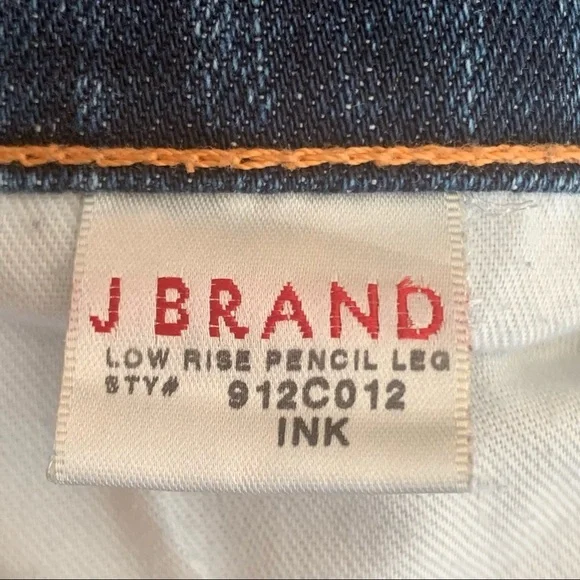 J BRAND
LOW RISE PENCIL LEG
STY# 912C012
INK